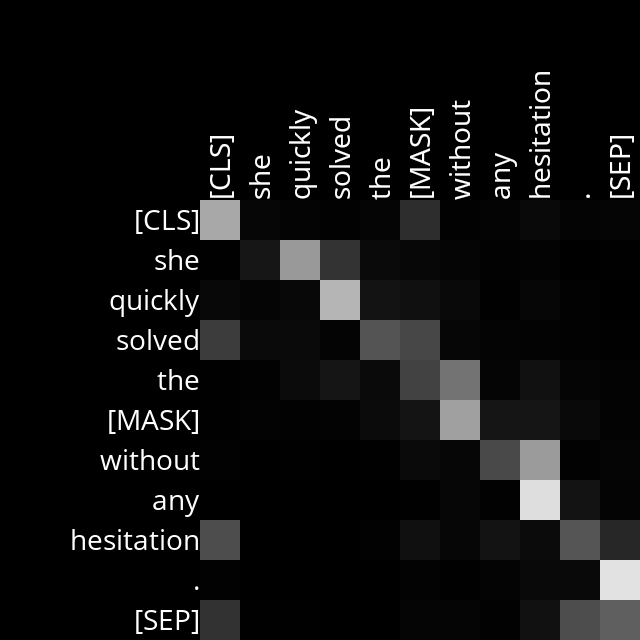 [CLS] she quickly solved the [MASK] without any hesitation . [SEP]
[CLS]
she
quickly
solved
the
[MASK]
without
any
hesitation
.
[SEP]